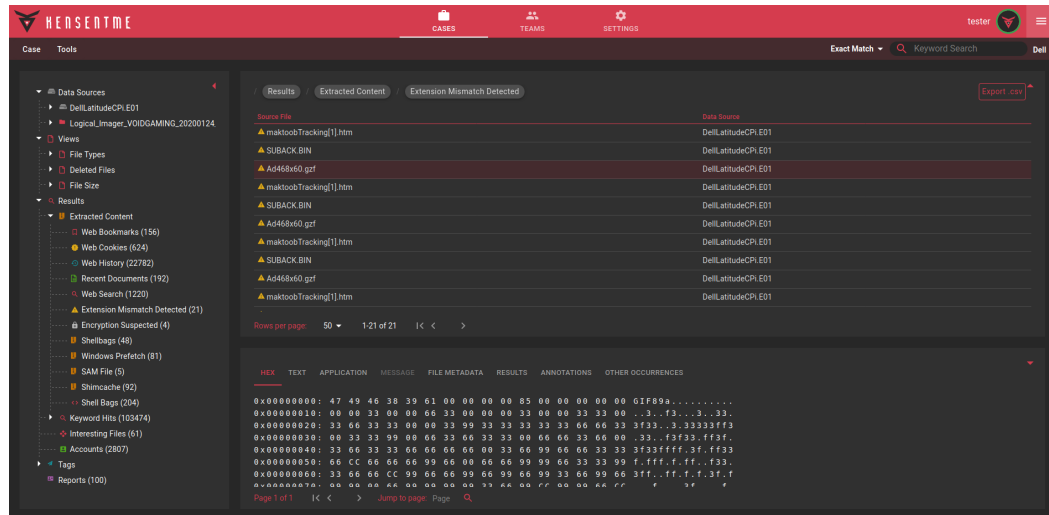 HENSENTME
CASES
TEAMS
SETTINGS
tester
Case Tools
Exact Match
Keyword Search
Dell
Data Sources
DellLatitudeCPi.E01
Logical_Imager_VOIDGAMING_20200124_
Views
File Types
Deleted Files
File Size
Results
Extracted Content
Web Bookmarks (156)
Web Cookies (624)
Web History (22782)
Recent Documents (192)
Web Search (1220)
Extension Mismatch Detected (21)
Encryption Suspected (4)
Shellbags (48)
Windows Prefetch (81)
SAM File (5)
Shimcache (92)
Shell Bags (204)
Keyword Hits (103474)
Interesting Files (61)
Accounts (2807)
Tags
Reports (100)
/ Results / Extracted Content / Extension Mismatch Detected
Export .csv
Source File Data Source
maktoobTracking[1].htm DellLatitudeCPi.E01
SUBACK.BIN DellLatitudeCPi.E01
Ad468x60.gzf DellLatitudeCPi.E01
maktoobTracking[1].htm DellLatitudeCPi.E01
SUBACK.BIN DellLatitudeCPi.E01
Ad468x60.gzf DellLatitudeCPi.E01
maktoobTracking[1].htm DellLatitudeCPi.E01
SUBACK.BIN DellLatitudeCPi.E01
Ad468x60.gzf DellLatitudeCPi.E01
maktoobTracking[1].htm DellLatitudeCPi.E01
Rows per page: 50 1-21 of 21
HEX TEXT APPLICATION MESSAGE FILE METADATA RESULTS ANNOTATIONS OTHER OCCURRENCES
0x00000000: 47 49 46 38 39 61 00 00 00 00 85 00 00 00 00 00 GIF89a..........
0x00000010: 00 00 33 00 00 66 33 00 00 00 33 00 00 33 33 00 ..3..f3...3..33.
0x00000020: 33 66 33 33 00 00 33 99 33 33 33 33 33 66 66 33 3f33..3.33333ff3
0x00000030: 00 33 33 99 00 66 33 66 33 33 00 66 66 33 66 00 .33..f3f33.ff3f.
0x00000040: 33 66 33 33 66 66 66 66 00 33 66 99 66 66 33 33 3f33ffff.3f.ff33
0x00000050: 66 CC 66 66 66 99 66 00 66 66 99 99 66 33 33 99 f.fff.f.ff..f33.
0x00000060: 33 66 66 CC 99 66 66 99 66 99 66 99 33 66 99 66 3ff..ff.f.f.3f.f
Page 1 of 1 Jump to page: Page